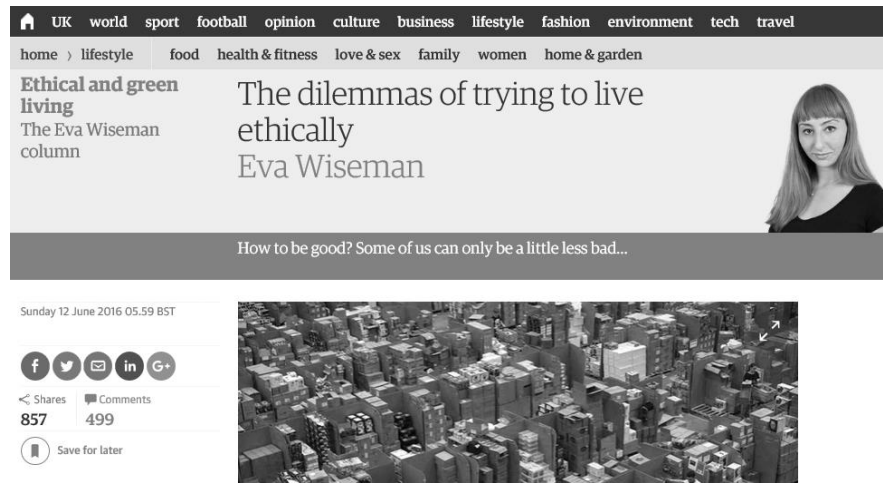 UK world sport football opinion culture business lifestyle fashion environment tech travel
home › lifestyle food health & fitness love & sex family women home & garden
Ethical and green
living
The Eva Wiseman
column
The dilemmas of trying to live
ethically
Eva Wiseman
How to be good? Some of us can only be a little less bad...
Sunday 12 June 2016 05.59 BST
f in G+
Shares Comments
857 499
Save for later